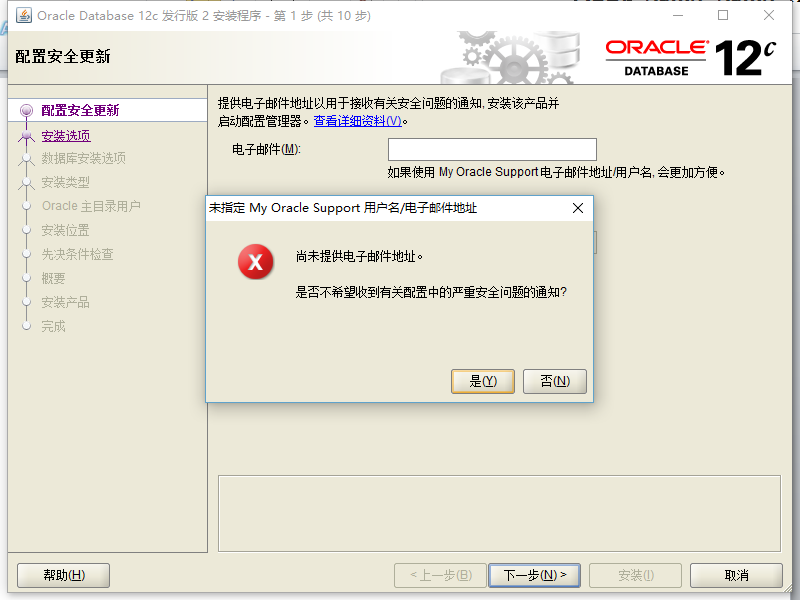 Oracle Database 12c 发行版 2 安装程序 - 第 1 步 (共 10 步)
配置安全更新
ORACLE
DATABASE
12c
配置安全更新
安装选项
数据库安装选项
安装类型
Oracle 主目录用户
安装位置
先决条件检查
概要
安装产品
完成
提供电子邮件地址以用于接收有关安全问题的通知, 安装该产品并
启动配置管理器。查看详细资料(V)。
电子邮件(M):
如果使用 My Oracle Support 电子邮件地址/用户名, 会更加方便。
未指定 My Oracle Support 用户名/电子邮件地址
尚未提供电子邮件地址。
是否不希望收到有关配置中的严重安全问题的通知?
是(Y)
否(N)
帮助(H)
< 上一步(B)
下一步(N) >
安装(I)
取消